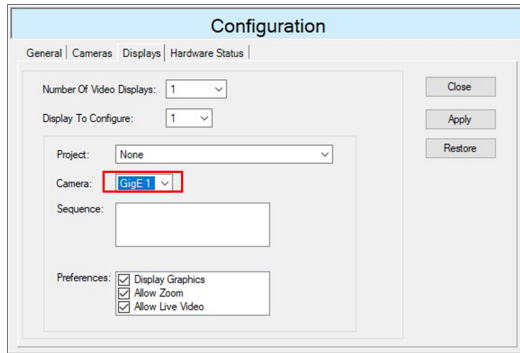 Configuration
General Cameras Displays Hardware Status
Number Of Video Displays: 1
Close
Display To Configure: 1
Apply
Project: None
Restore
Camera: GigE 1
Sequence:
Preferences: Display Graphics
Allow Zoom
Allow Live Video